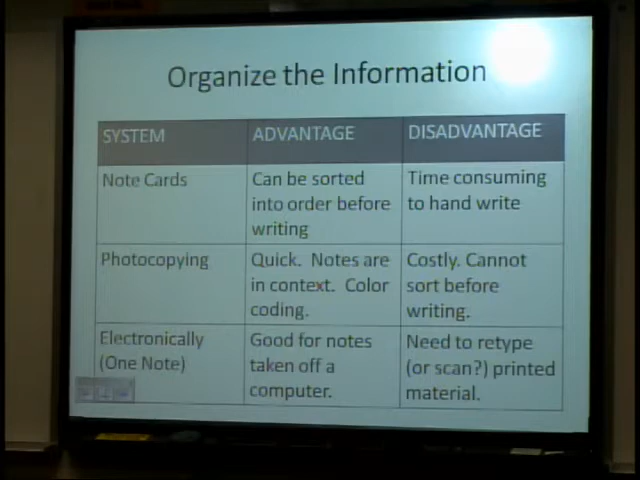 Organize the Information
SYSTEM
ADVANTAGE
DISADVANTAGE
Note Cards
Can be sorted
into order before
writing
Time consuming
to hand write
Photocopying
Quick. Notes are
in context. Color
coding.
Costly. Cannot
sort before
writing.
Electronically
(One Note)
Good for notes
taken off a
computer.
Need to retype
(or scan?) printed
material.